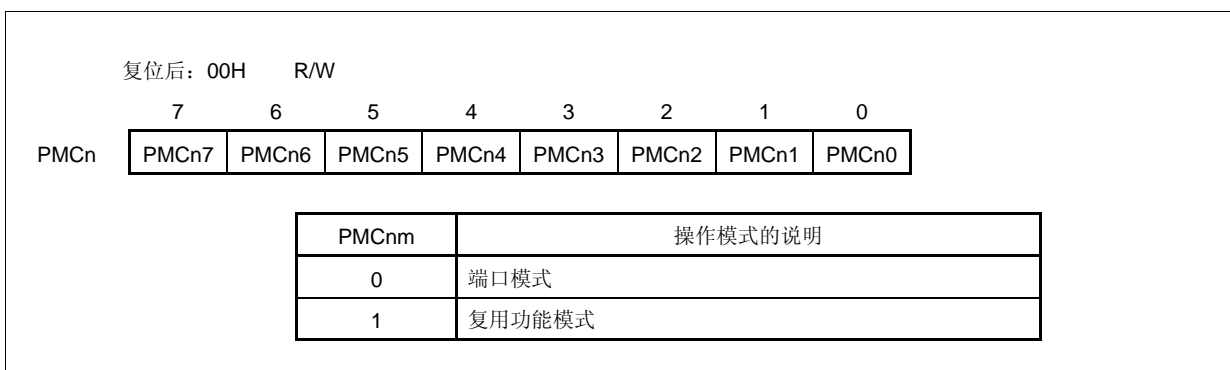 复位后：00H R/W
7 6 5 4 3 2 1 0
PMCn PMCn7 PMCn6 PMCn5 PMCn4 PMCn3 PMCn2 PMCn1 PMCn0
PMCnm 操作模式的说明
0 端口模式
1 复用功能模式